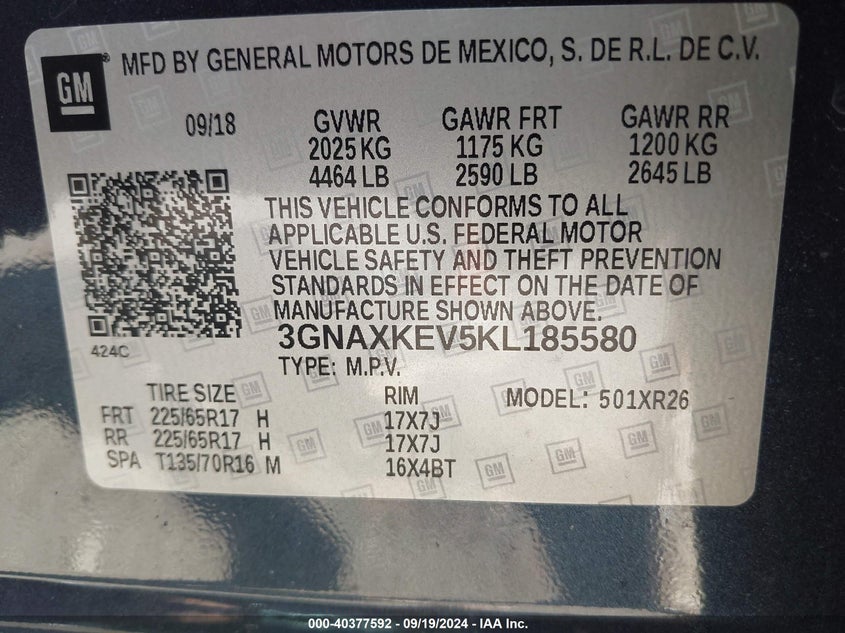 GM
MFD BY GENERAL MOTORS DE MEXICO, S. DE R.L. DE C.V.
09/18 GVWR GAWR FRT GAWR RR
2025 KG 1175 KG 1200 KG
4464 LB 2590 LB 2645 LB
THIS VEHICLE CONFORMS TO ALL
APPLICABLE U.S. FEDERAL MOTOR
VEHICLE SAFETY AND THEFT PREVENTION
STANDARDS IN EFFECT ON THE DATE OF
MANUFACTURE SHOWN ABOVE.
424C
3GNAXKEV5KL185580
TYPE: M.P.V.
TIRE SIZE RIM MODEL: 501XR26
FRT 225/65R17 H 17X7J
RR 225/65R17 H 17X7J
SPA T135/70R16 M 16X4BT
000-40377592 - 09/19/2024 - IAA Inc.